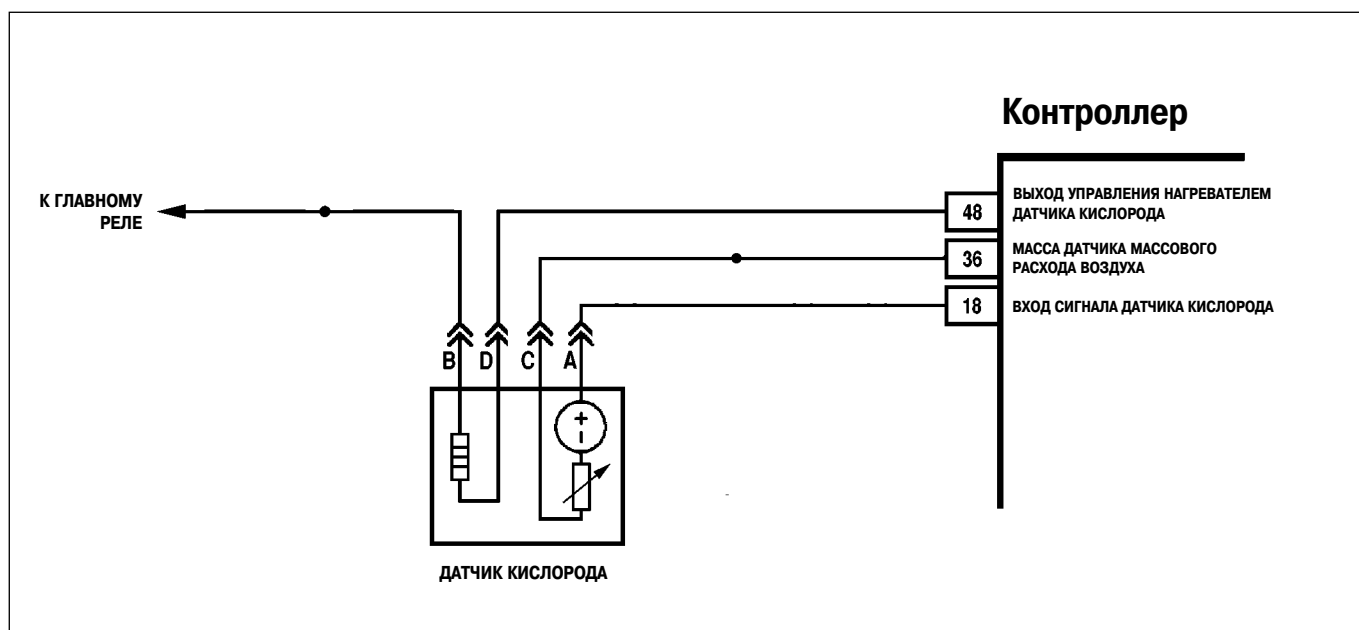 Контроллер
К ГЛАВНОМУ
РЕЛЕ
48
ВЫХОД УПРАВЛЕНИЯ НАГРЕВАТЕЛЕМ
ДАТЧИКА КИСЛОРОДА
36
МАССА ДАТЧИКА МАССОВОГО
РАСХОДА ВОЗДУХА
18
ВХОД СИГНАЛА ДАТЧИКА КИСЛОРОДА
B D C A
+
−
ДАТЧИК КИСЛОРОДА